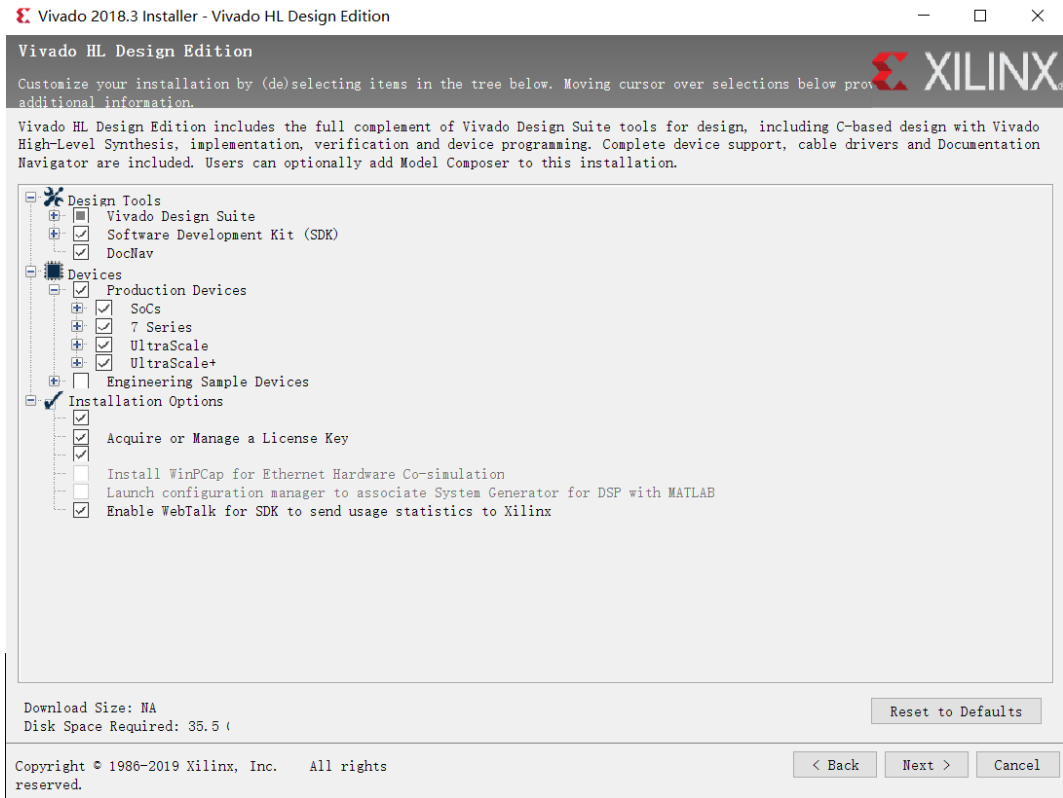 Vivado 2018.3 Installer - Vivado HL Design Edition
Vivado HL Design Edition
XILINX
Customize your installation by (de)selecting items in the tree below. Moving cursor over selections below
additional information.
Vivado HL Design Edition includes the full complement of Vivado Design Suite tools for design, including C-based design with Vivado
High-Level Synthesis, implementation, verification and device programming. Complete device support, cable drivers and Documentation
Navigator are included. Users can optionally add Model Composer to this installation.
Design Tools
Vivado Design Suite
Software Development Kit (SDK)
DocNav
Devices
Production Devices
SoCs
7 Series
UltraScale
UltraScale+
Engineering Sample Devices
Installation Options
Acquire or Manage a License Key
Install WinPCap for Ethernet Hardware Co-simulation
Launch configuration manager to associate System Generator for DSP with MATLAB
Enable WebTalk for SDK to send usage statistics to Xilinx
Download Size: NA
Disk Space Required: 35.5
Reset to Defaults
Copyright © 1986-2019 Xilinx, Inc. All rights
reserved.
< Back Next > Cancel